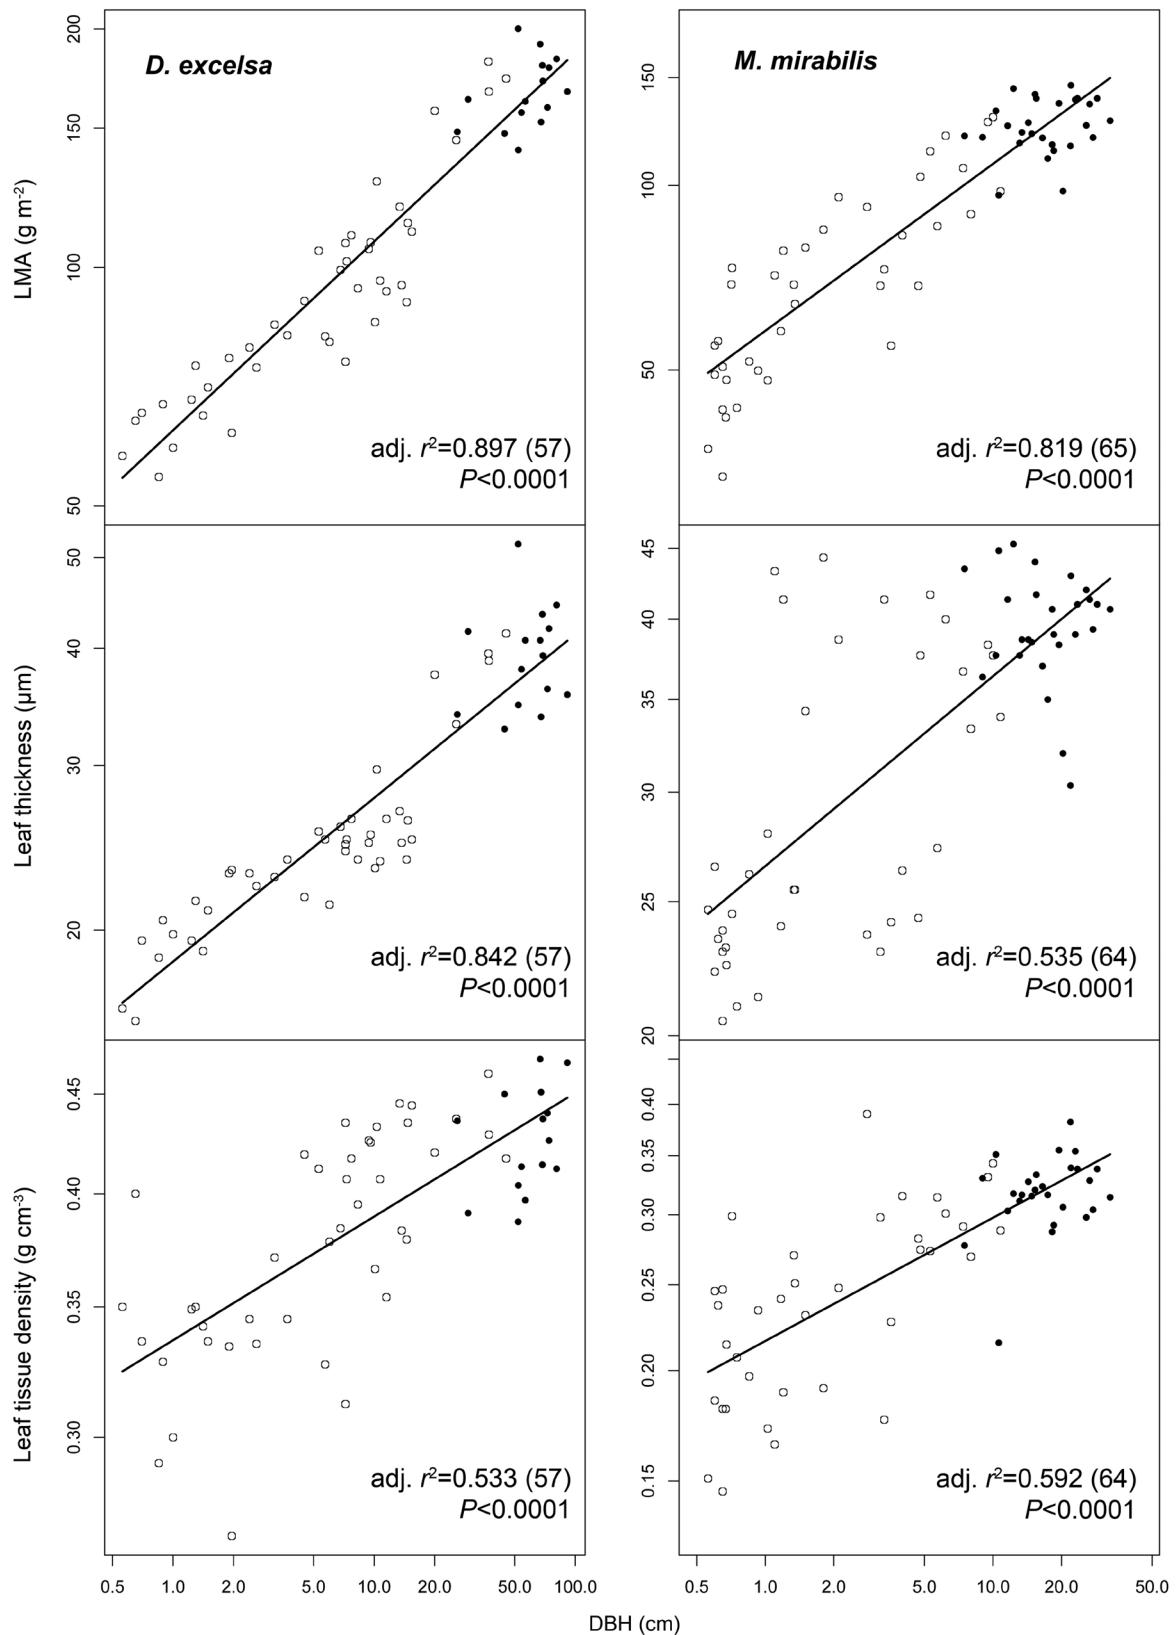 D. excelsa
M. mirabilis
LMA (g m-2)
200
150
100
50
adj. r2=0.897 (57)
P<0.0001
150
100
50
adj. r2=0.819 (65)
P<0.0001
Leaf thickness (μm)
50
40
30
20
adj. r2=0.842 (57)
P<0.0001
45
40
35
30
25
20
adj. r2=0.535 (64)
P<0.0001
Leaf tissue density (g cm-3)
0.45
0.40
0.35
0.30
adj. r2=0.533 (57)
P<0.0001
0.40
0.35
0.30
0.25
0.20
0.15
adj. r2=0.592 (64)
P<0.0001
0.5 1.0 2.0 5.0 10.0 20.0 50.0 100.0
0.5 1.0 2.0 5.0 10.0 20.0 50.0
DBH (cm)